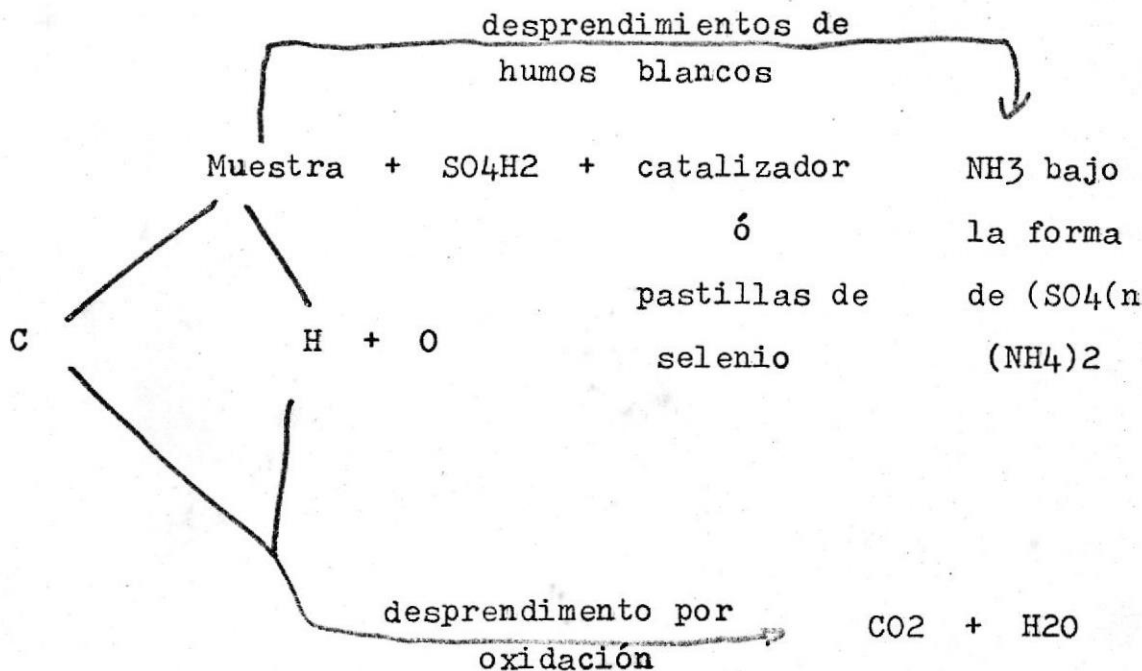 desprendimientos de
humos blancos
Muestra + SO4H2 + catalizador NH3 bajo
ó la forma
pastillas de de (SO4(n
C H + O selenio (NH4)2
desprendimento por
oxidación
CO2 + H2O